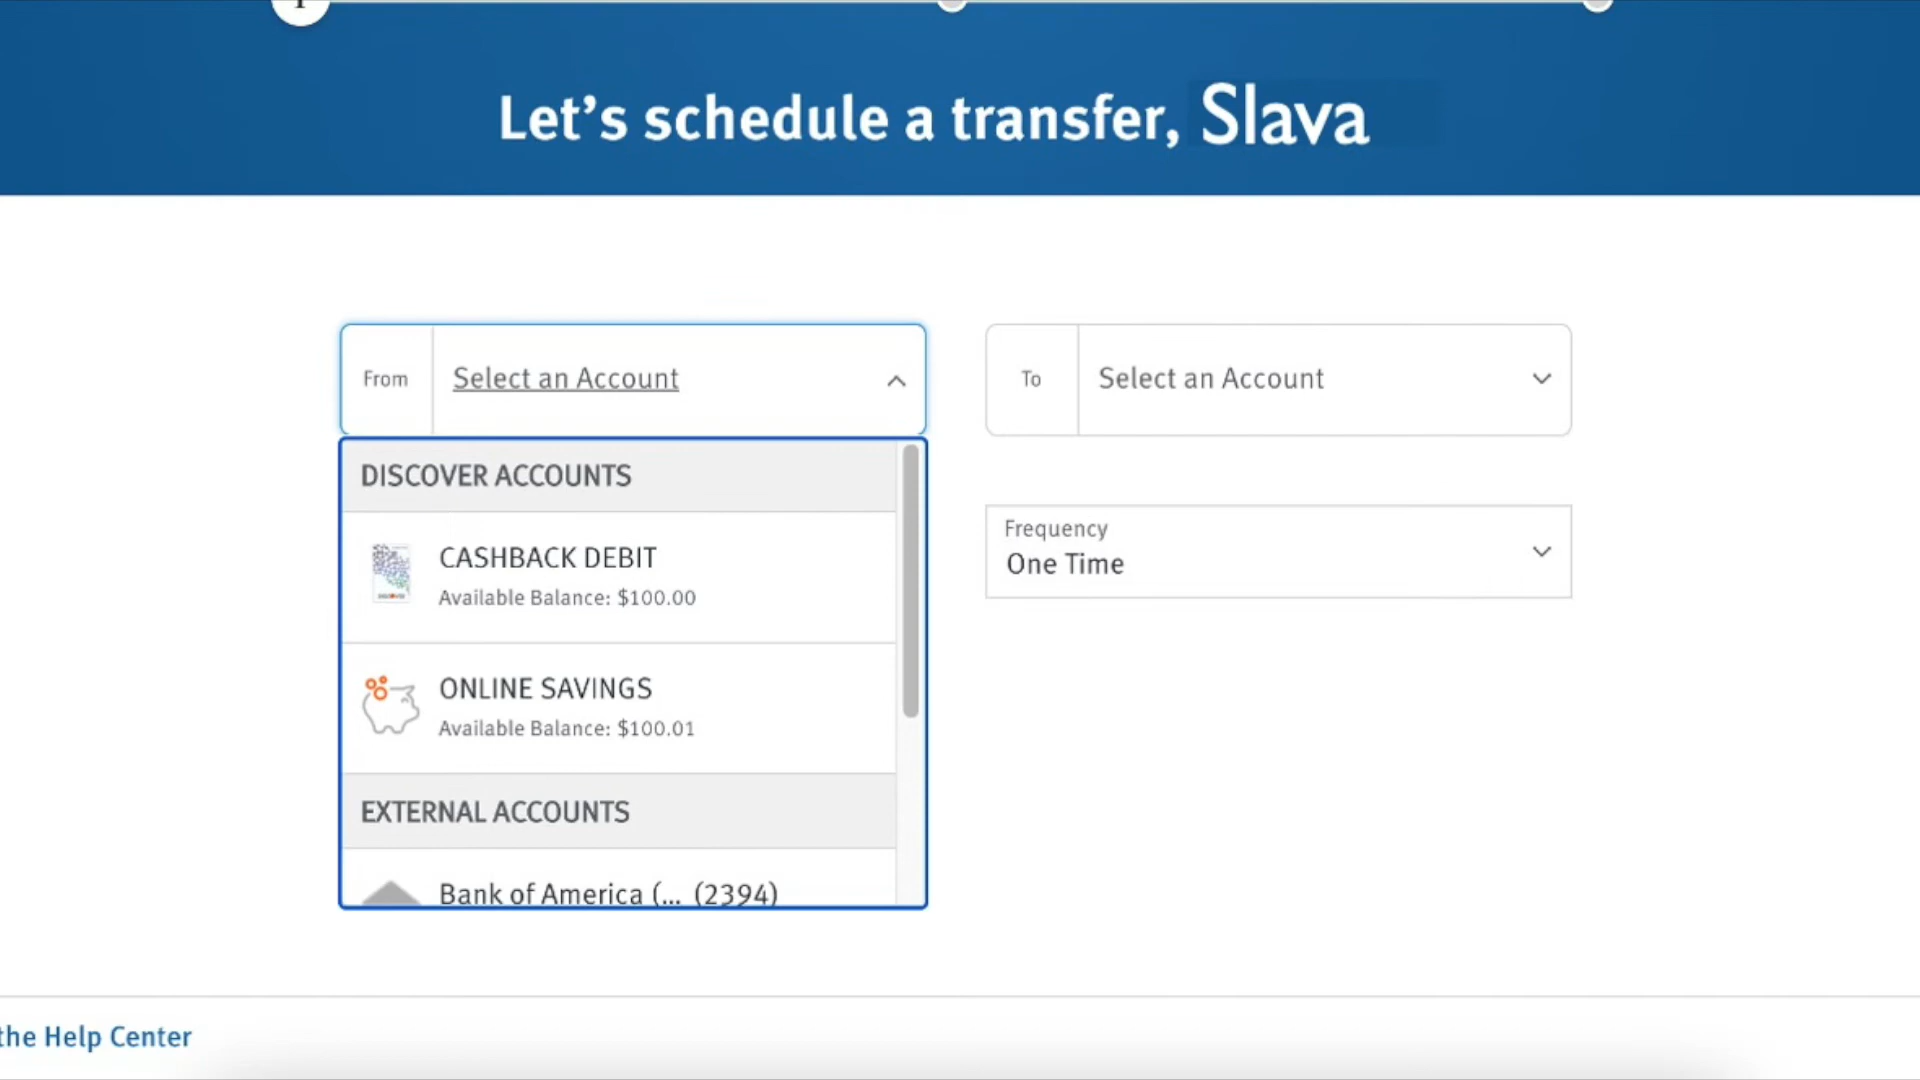 Let's schedule a transfer, Slava
From
Select an Account
To
Select an Account
DISCOVER ACCOUNTS
CASHBACK DEBIT
Available Balance: $100.00
ONLINE SAVINGS
Available Balance: $100.01
EXTERNAL ACCOUNTS
Bank of America (... (2394)
Frequency
One Time
the Help Center